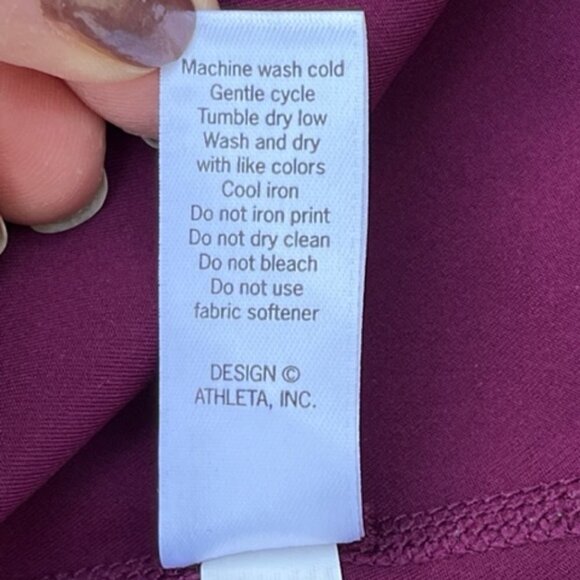 Machine wash cold
Gentle cycle
Tumble dry low
Wash and dry
with like colors
Cool iron
Do not iron print
Do not dry clean
Do not bleach
Do not use
fabric softener
DESIGN ©
ATHLETA, INC.